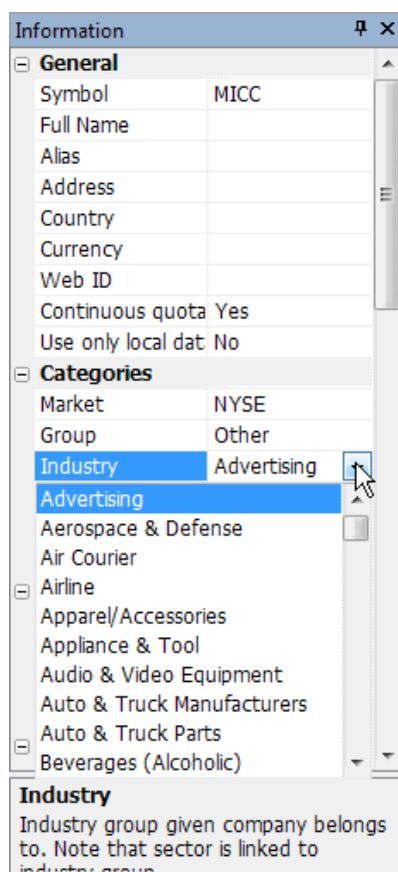 Information
General
Symbol MICC
Full Name
Alias
Address
Country
Currency
Web ID
Continuous quota Yes
Use only local dat No
Categories
Market NYSE
Group Other
Industry Advertising
Advertising
Aerospace & Defense
Air Courier
Airline
Apparel/Accessories
Appliance & Tool
Audio & Video Equipment
Auto & Truck Manufacturers
Auto & Truck Parts
Beverages (Alcoholic)
Industry
Industry group given company belongs
to. Note that sector is linked to
industry group